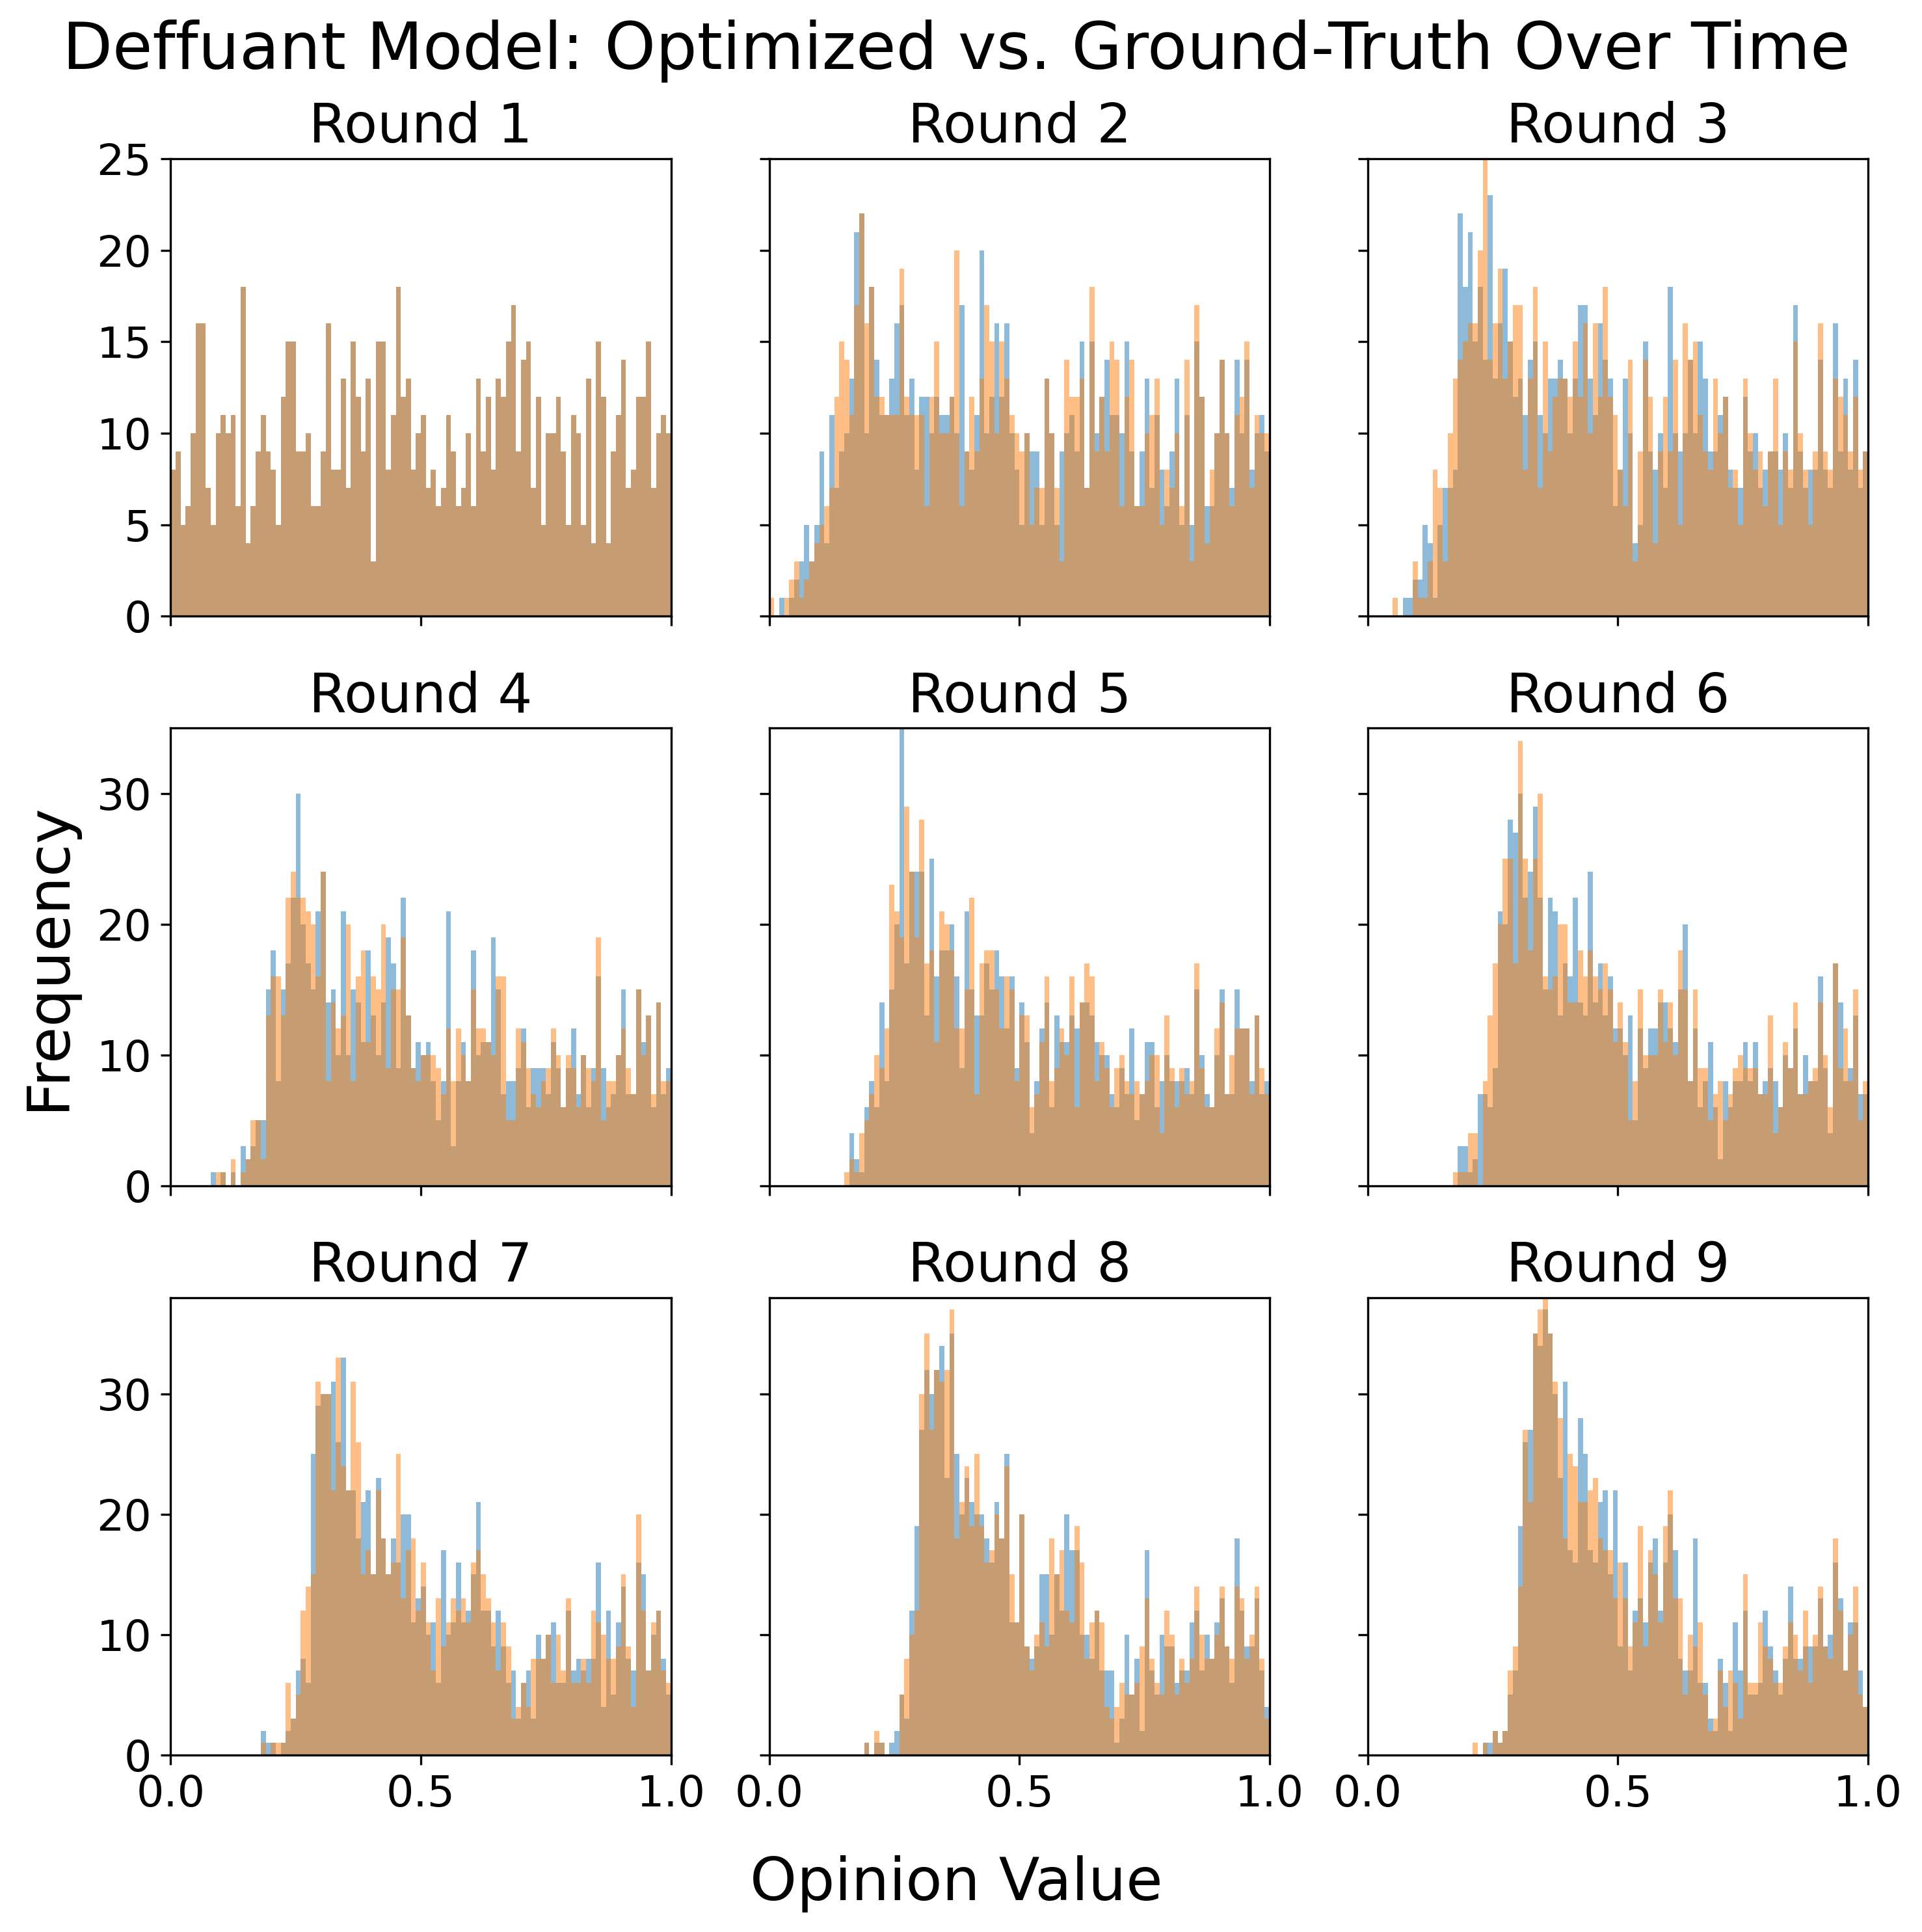 Deffuant Model: Optimized vs. Ground-Truth Over Time
Round 1
Round 2
Round 3
25
20
15
10
5
0
Round 4
Round 5
Round 6
Frequency
30
20
10
0
Round 7
Round 8
Round 9
30
20
10
0
0.0 0.5 1.0 0.0 0.5 1.0 0.0 0.5 1.0
Opinion Value